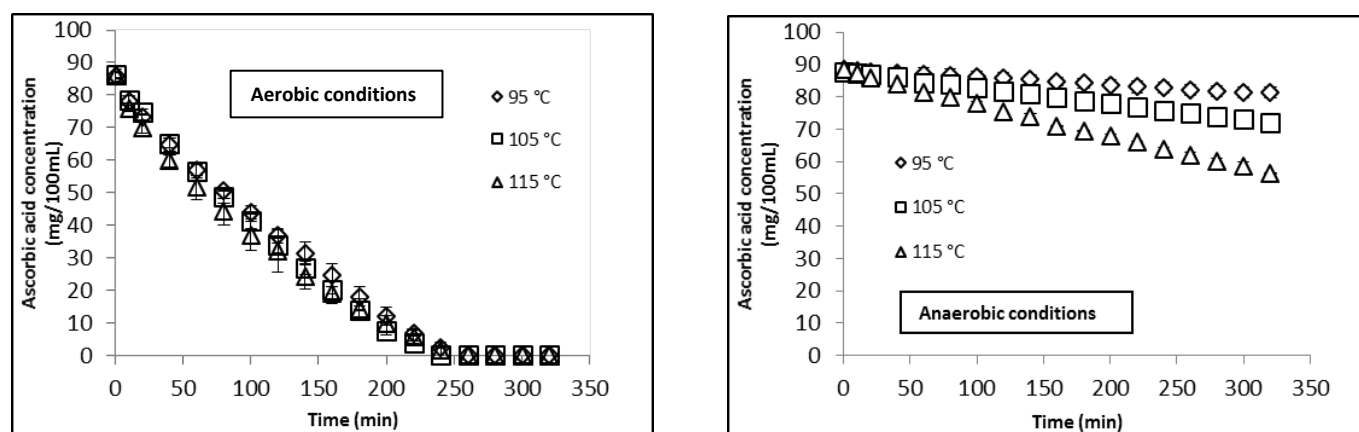 Ascorbic acid concentration
(mg/100mL)
100
90
80
70
60
50
40
30
20
10
0
Aerobic conditions
95 °C
105 °C
115 °C
0 50 100 150 200 250 300 350
Time (min)
Ascorbic acid concentration
(mg/100mL)
100
90
80
70
60
50
40
30
20
10
0
95 °C
105 °C
115 °C
Anaerobic conditions
0 50 100 150 200 250 300 350
Time (min)